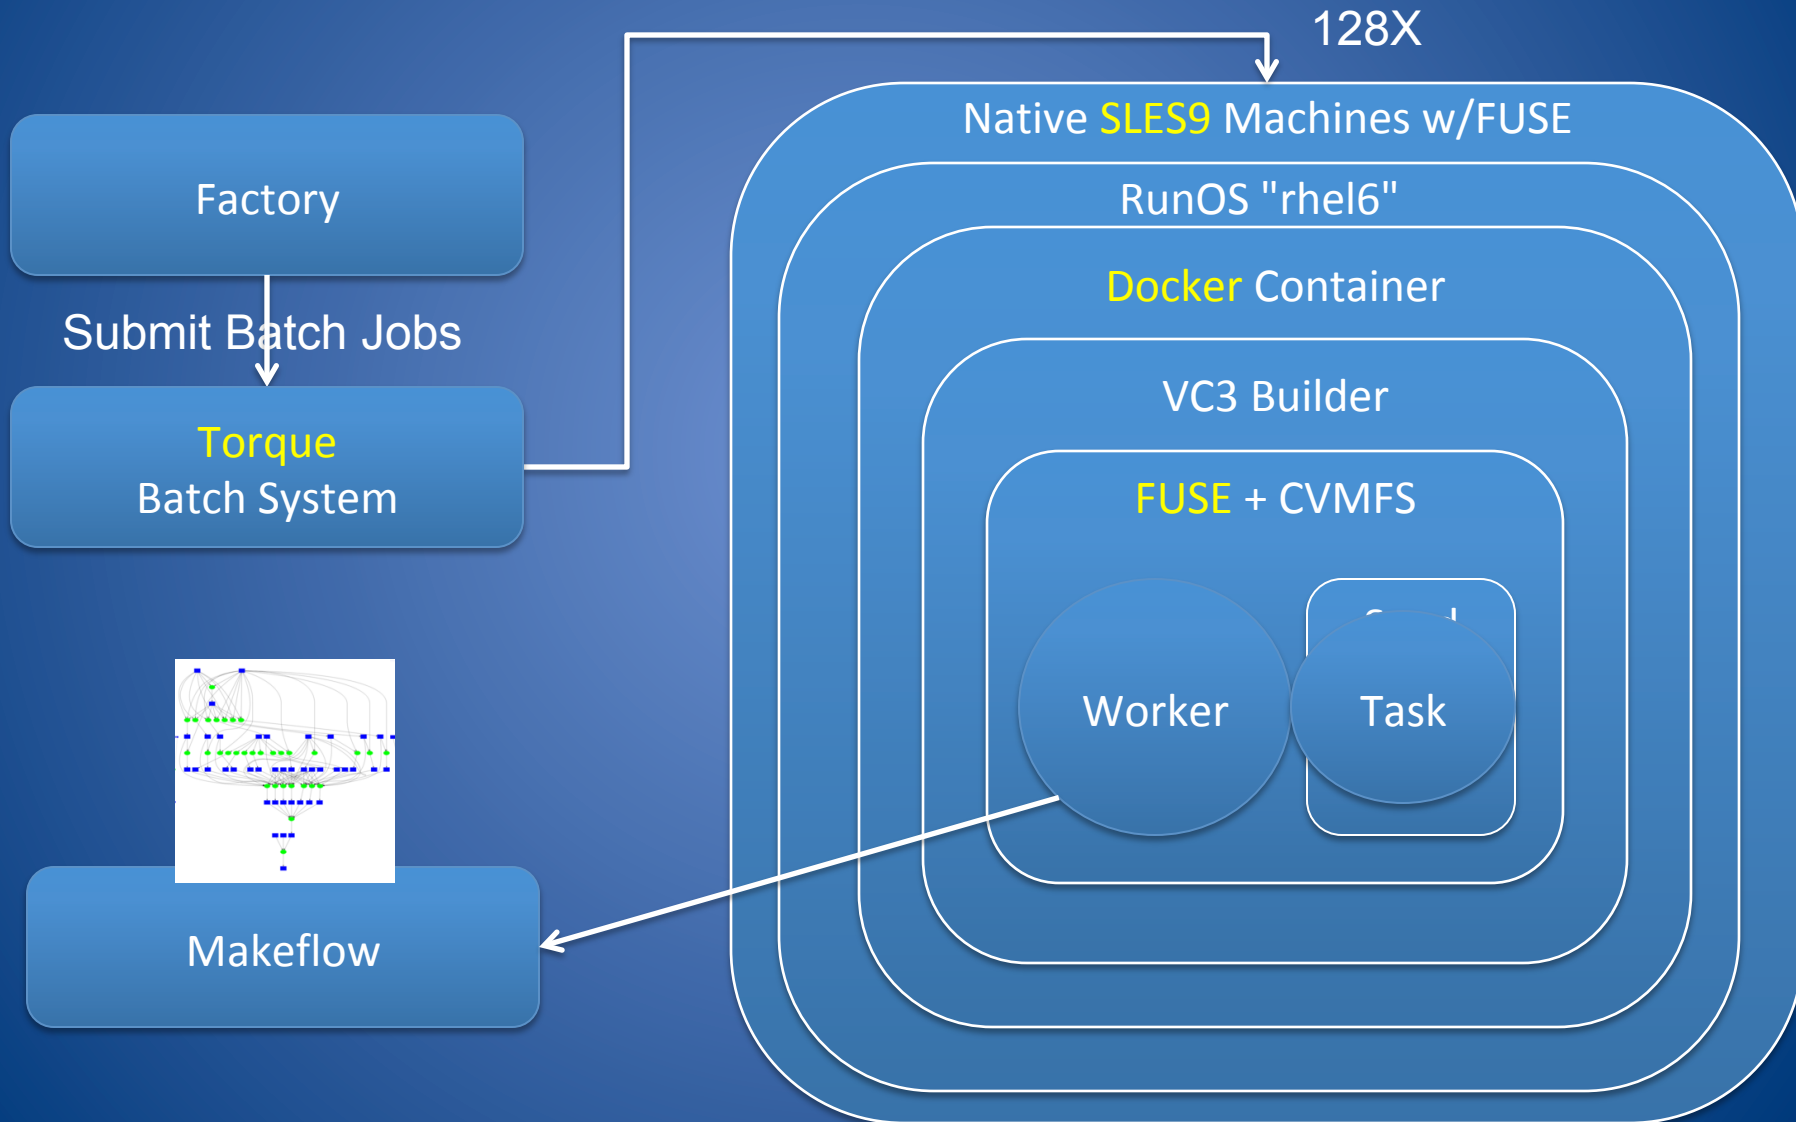 128X
Native SLES9 Machines w/FUSE
Factory
RunOS "rhel6"
Docker Container
Submit Batch Jobs
VC3 Builder
Torque
Batch System
FUSE + CVMFS
Worker
Task
Makeflow